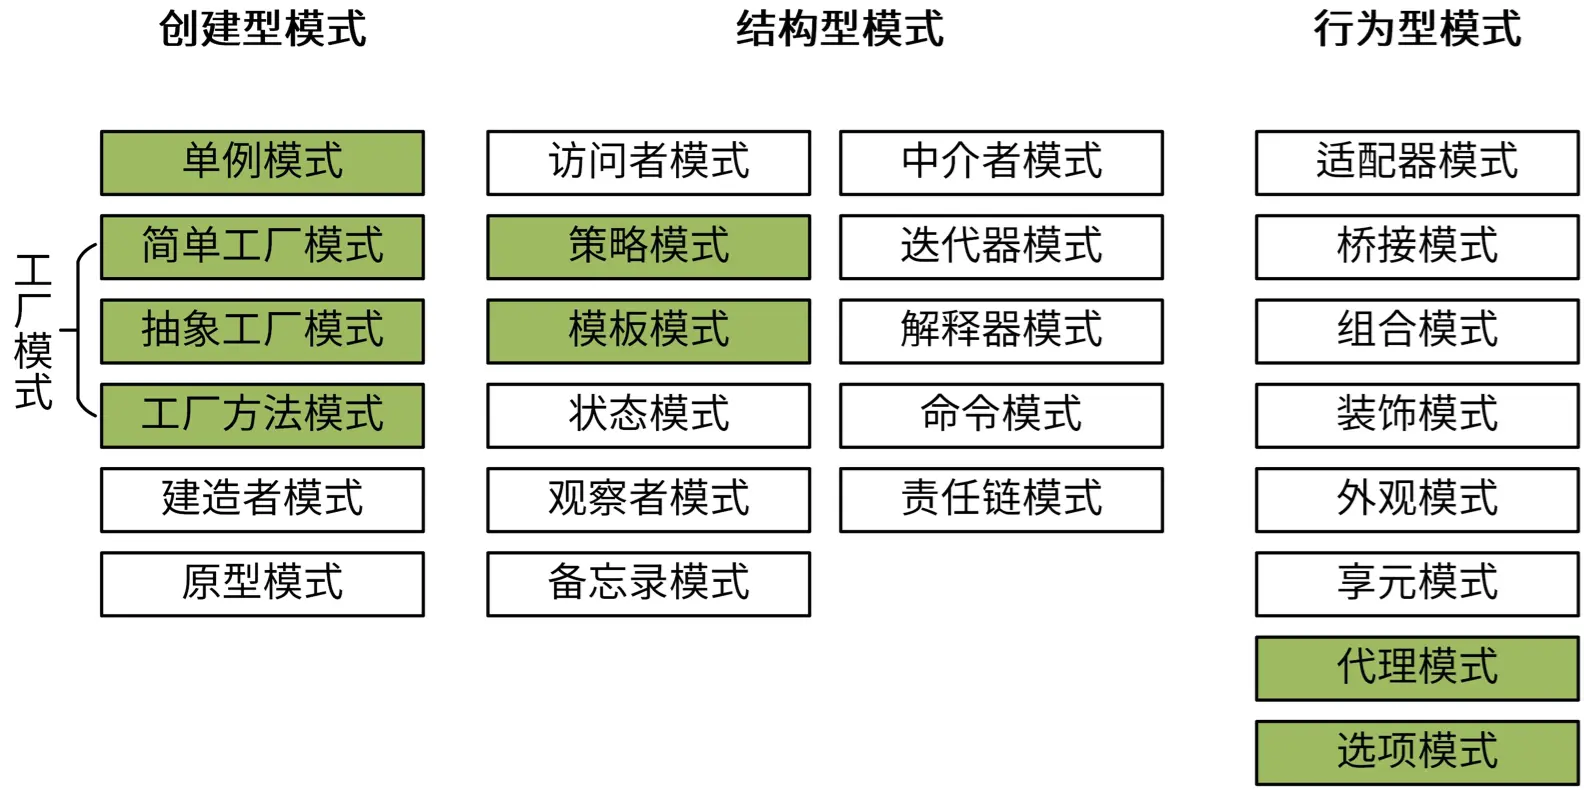 创建型模式
结构型模式
行为型模式
工厂模式
单例模式
简单工厂模式
抽象工厂模式
工厂方法模式
建造者模式
原型模式
访问者模式
策略模式
模板模式
状态模式
观察者模式
备忘录模式
中介者模式
迭代器模式
解释器模式
命令模式
责任链模式
适配器模式
桥接模式
组合模式
装饰模式
外观模式
享元模式
代理模式
选项模式